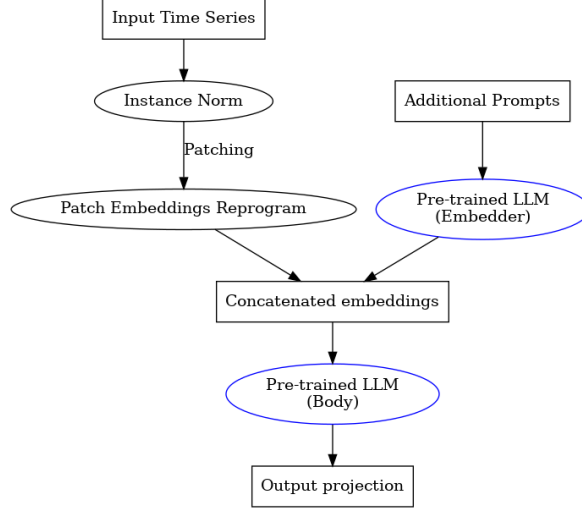 Input Time Series
Instance Norm
Additional Prompts
Patching
Patch Embeddings Reprogram
Pre-trained LLM
(Embedder)
Concatenated embeddings
Pre-trained LLM
(Body)
Output projection